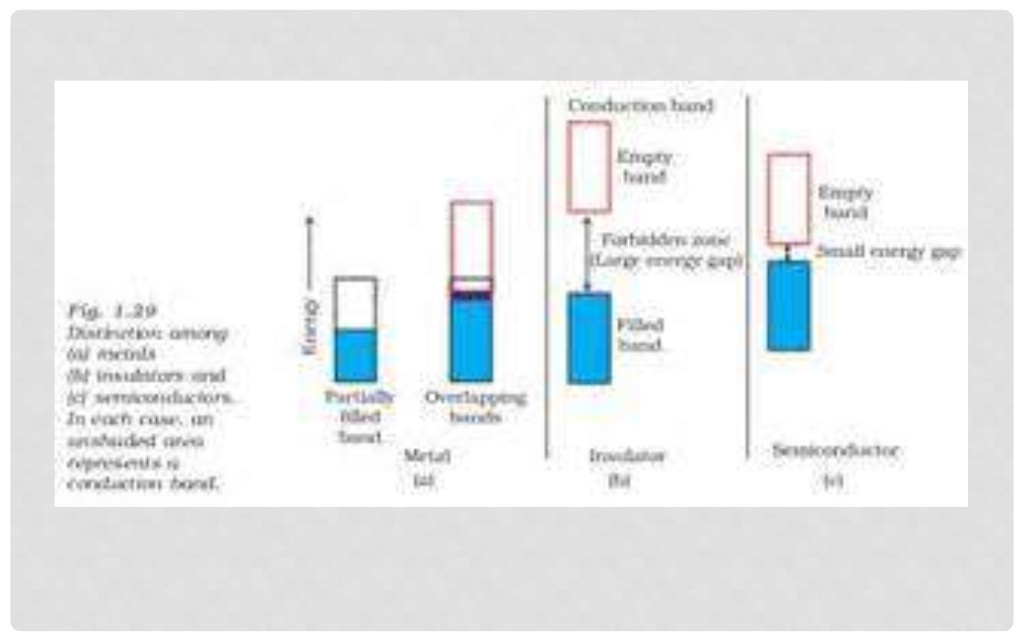 Conduction band
Empty
band
Empty
band
Forbidden zone
(Large energy gap)
Small energy gap
Energy
Fig. 1.29
Distinction among
(a) metals
(b) insulators and
(c) semiconductors.
In each case, an
unshaded area
represents a
conduction band.
Filled
band
Partially
filled
band
Overlapping
bands
Metal
(a)
Insulator
(b)
Semiconductor
(c)